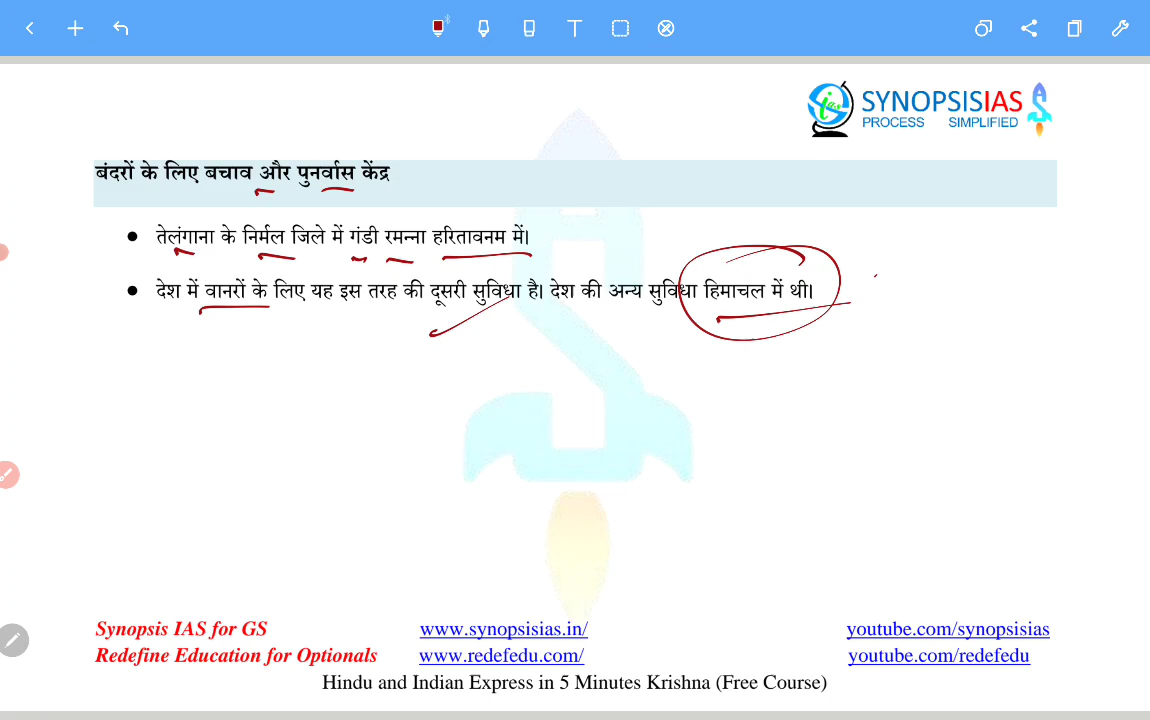 SYNOPSISIAS
PROCESS SIMPLIFIED
बंदरों के लिए बचाव और पुनर्वास केंद्र
तेलंगाना के निर्मल जिले में गंडी रमन्ना हरितावनम में।
देश में वानरों के लिए यह इस तरह की दूसरी सुविधा है। देश की अन्य सुविधा हिमाचल में थी।
Synopsis IAS for GS www.synopsisias.in/ youtube.com/synopsisias
Redefine Education for Optionals www.redefedu.com/ youtube.com/redefedu
Hindu and Indian Express in 5 Minutes Krishna (Free Course)